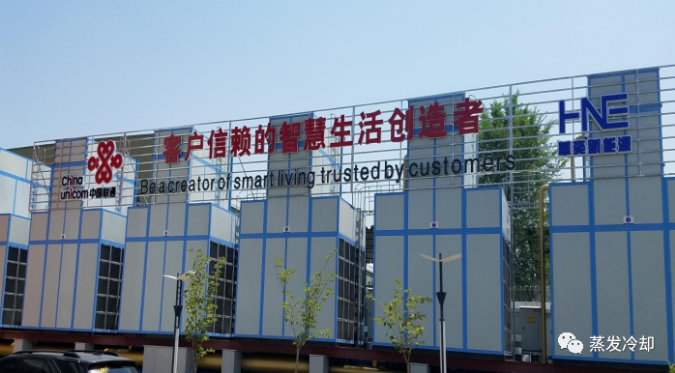 客户信赖的智慧生活创造者
Be a creator of smart living trusted by customers
China
unicom中国联通
HNE
蒸发冷却